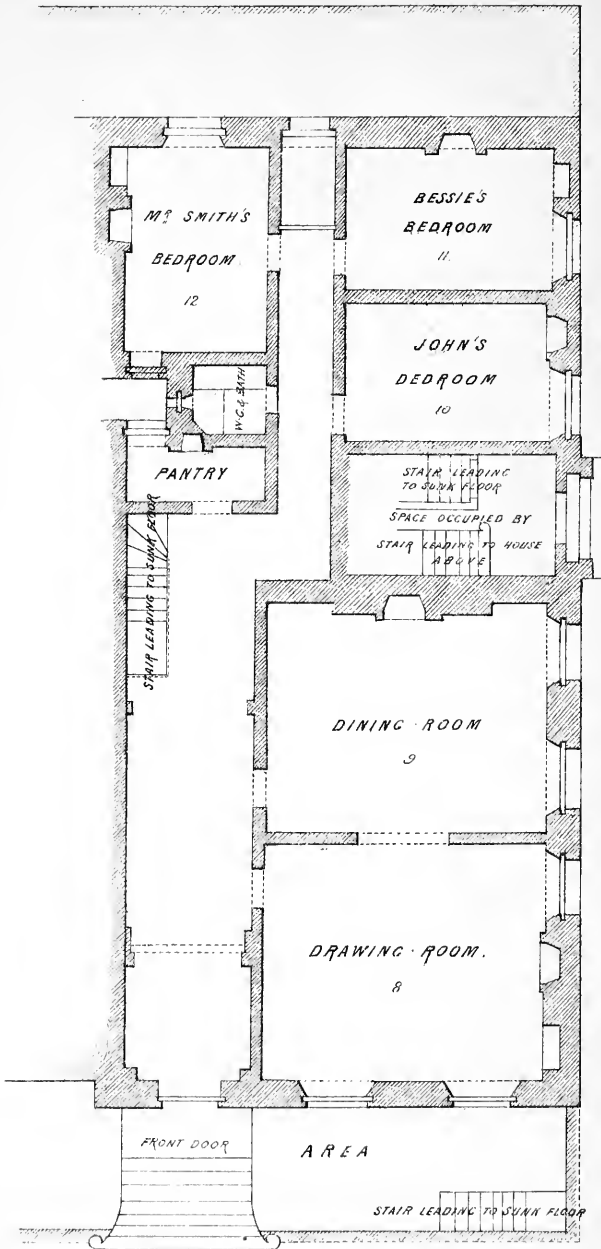 BESSIE'S
BEDROOM
11.
MR SMITH'S
BEDROOM.
12
JOHN'S
DEDROOM
10
W.C. & BATH
PANTRY
STAIR LEADING
TO SUNK FLOOR
SPACE OCCUPIED BY
STAIR LEADING TO HOUSE
ABOVE
STAIR LEADING TO SUNK FLOOR
DINING · ROOM
9
DRAWING · ROOM.
8
FRONT DOOR
AREA
STAIR LEADING TO SUNK FLOOR